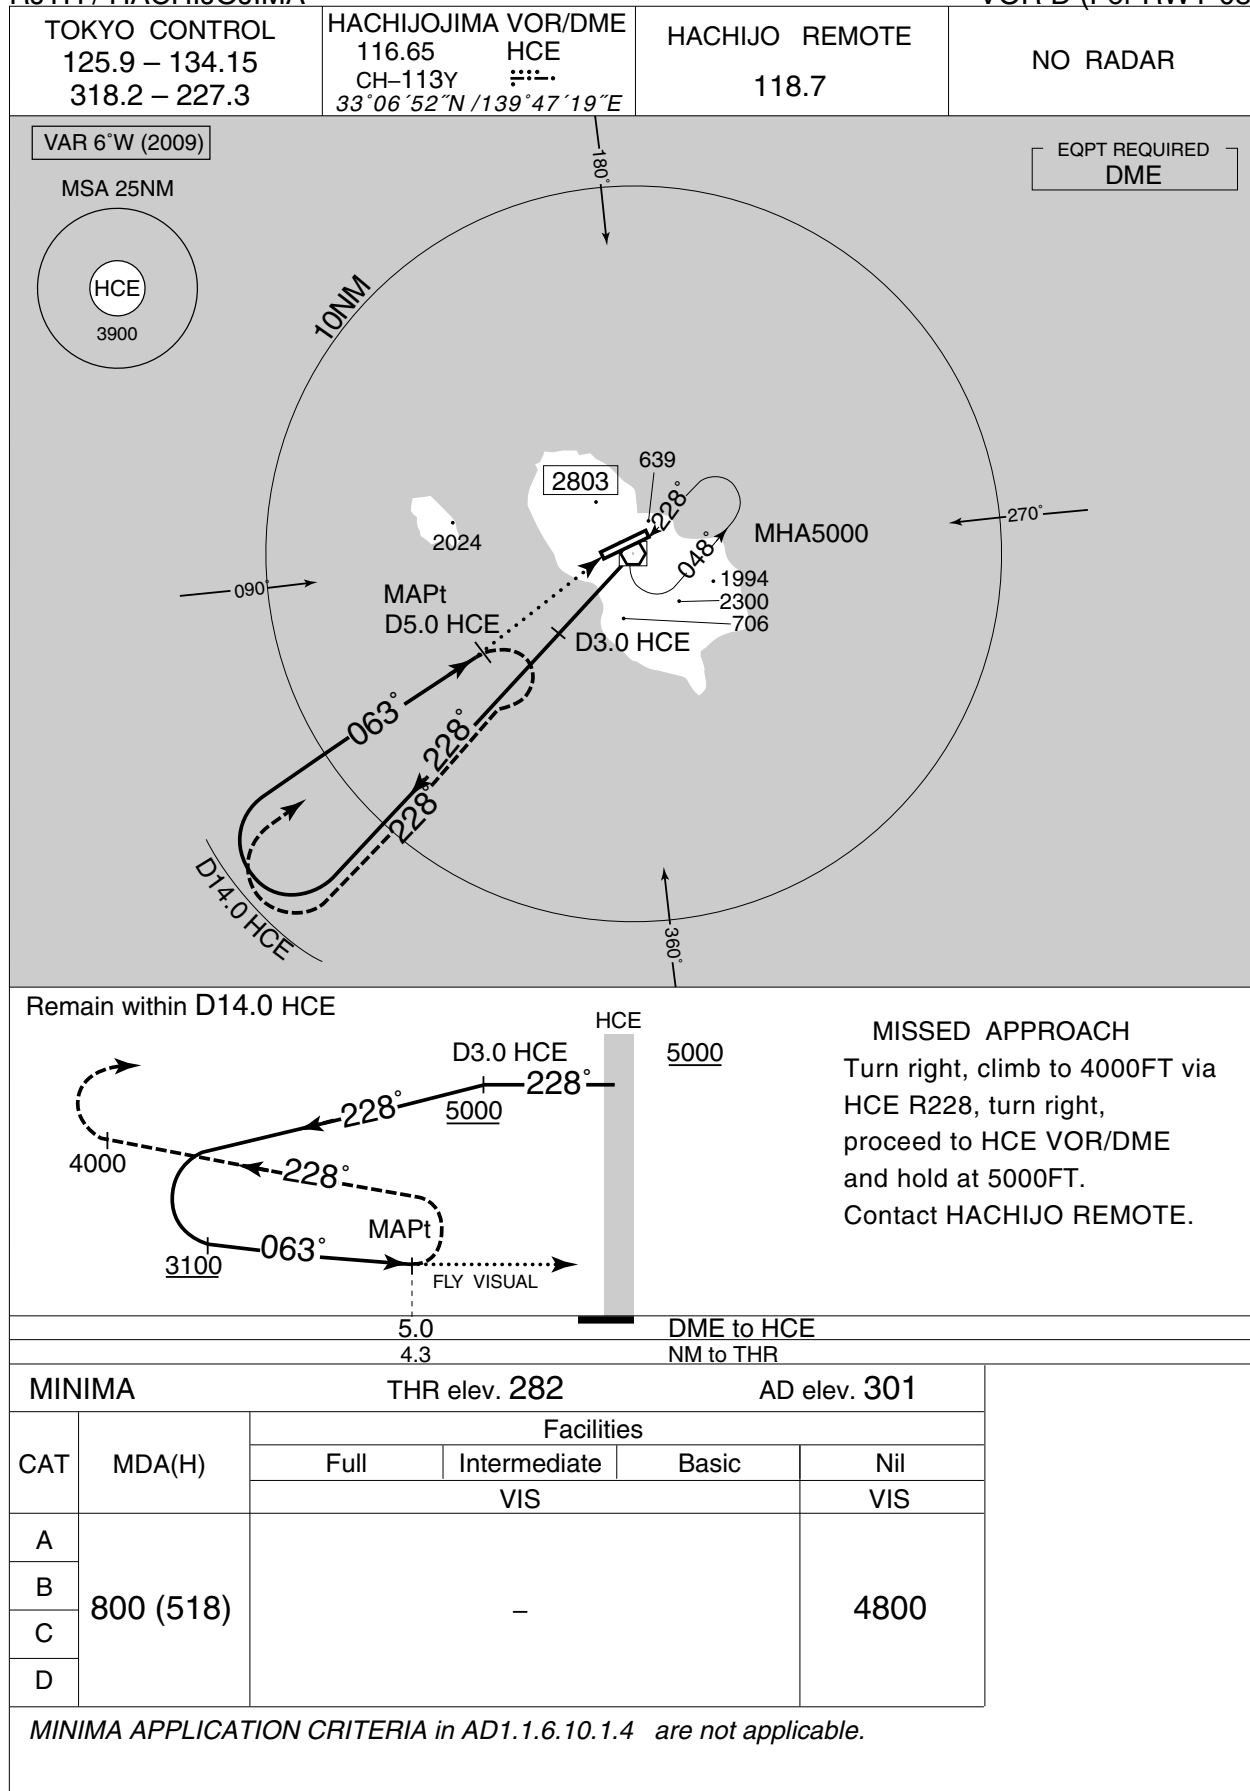 TOKYO CONTROL
125.9 – 134.15
318.2 – 227.3
HACHIJOJIMA VOR/DME
116.65 HCE
CH–113Y
33°06´52˝N /139°47´19˝E
HACHIJO REMOTE
118.7
NO RADAR
VAR 6°W (2009)
MSA 25NM
HCE
3900
EQPT REQUIRED
DME
180°
10NM
639
2803
228°
MHA5000
270°
2024
048°
090°
1994
2300
706
MAPt
D5.0 HCE
D3.0 HCE
063°
228°
228°
D14.0 HCE
360°
Remain within D14.0 HCE
HCE
D3.0 HCE
5000
228°
228°
5000
4000
228°
MAPt
063°
3100
FLY VISUAL
MISSED APPROACH
Turn right, climb to 4000FT via
HCE R228, turn right,
proceed to HCE VOR/DME
and hold at 5000FT.
Contact HACHIJO REMOTE.
5.0 DME to HCE
4.3 NM to THR
MINIMA THR elev. 282 AD elev. 301
CAT MDA(H) Facilities
Full Intermediate Basic Nil
VIS VIS
A
B
C
D
800 (518) – 4800
MINIMA APPLICATION CRITERIA in AD1.1.6.10.1.4 are not applicable.